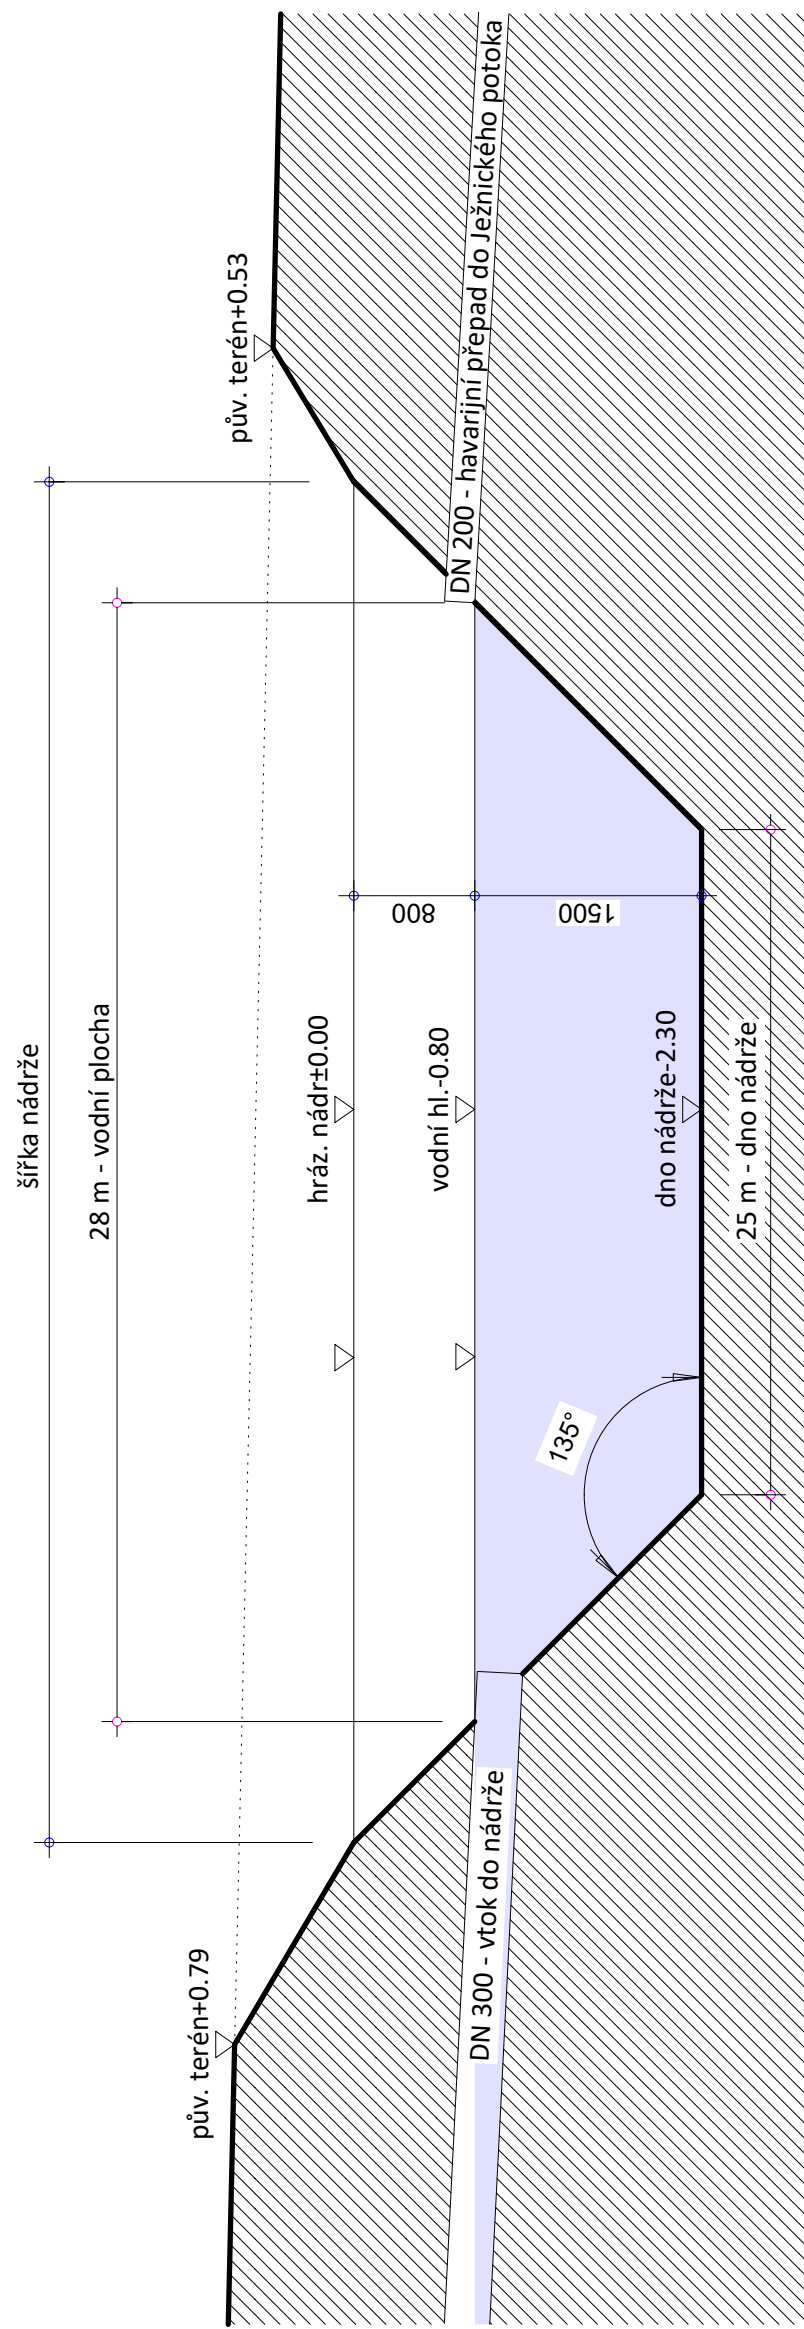 šířka nádrže
28 m - vodní plocha
pův. terén+0.79
pův. terén+0.53
hráz. nádr±0.00
800
vodní hl.-0.80
1500
DN 300 - vtok do nádrže
DN 200 - havarijní přepad do Ježnického potoka
135°
dno nádrže-2.30
25 m - dno nádrže